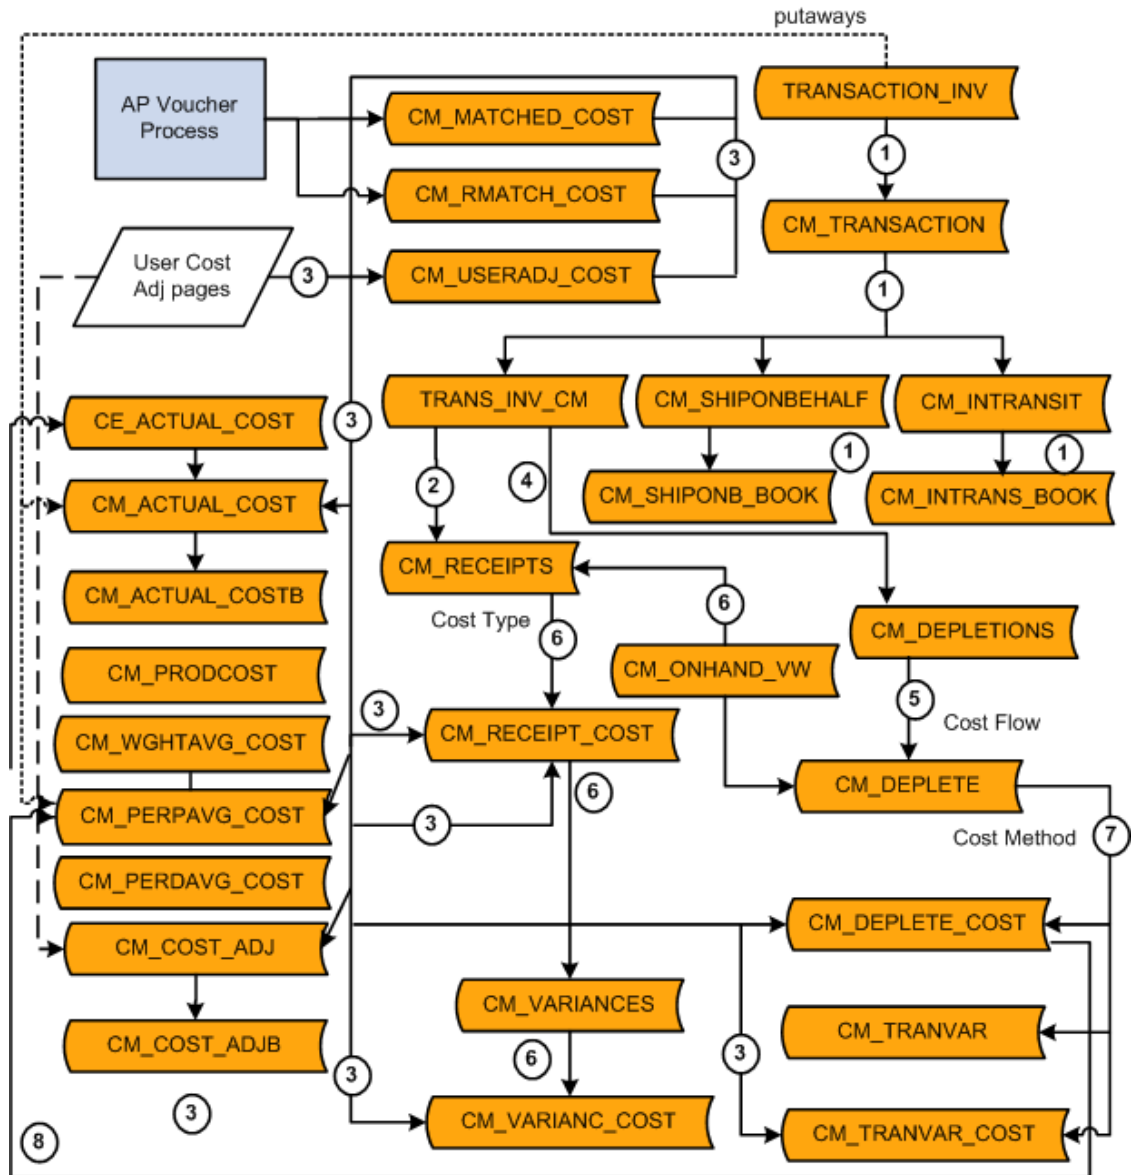 putaways
AP Voucher
Process
CM_MATCHED_COST
TRANSACTION_INV
3
1
CM_RMATCH_COST
CM_TRANSACTION
User Cost
Adj pages
3
CM_USERADJ_COST
1
CE_ACTUAL_COST
3
TRANS_INV_CM
CM_SHIPONBEHALF
CM_INTRANSIT
2
4
1
1
CM_ACTUAL_COST
CM_SHIPONB_BOOK
CM_INTRANS_BOOK
CM_RECEIPTS
CM_ACTUAL_COSTB
Cost Type
6
6
CM_DEPLETIONS
CM_PRODCOST
CM_ONHAND_VW
5
Cost Flow
3
CM_WGHTAVG_COST
CM_RECEIPT_COST
6
CM_DEPLETE
CM_PERPAVG_COST
3
Cost Method
7
CM_PERDAVG_COST
CM_COST_ADJ
CM_DEPLETE_COST
CM_VARIANCES
CM_TRANVAR
CM_COST_ADJB
3
6
3
3
CM_VARIANC_COST
CM_TRANVAR_COST
8